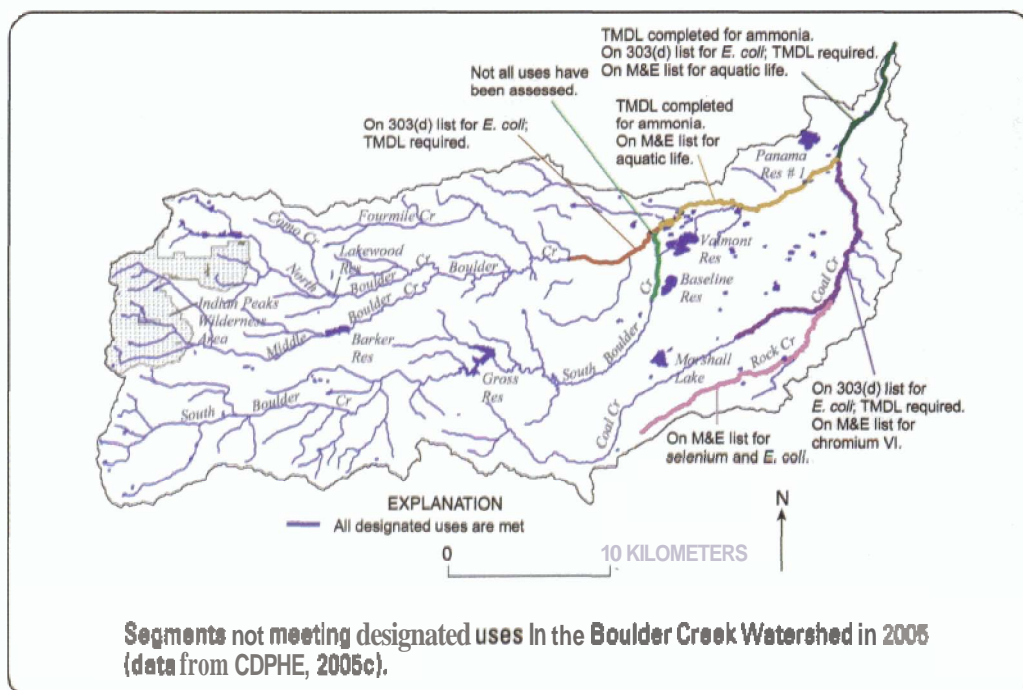 TMDL completed for ammonia.
On 303(d) list for E. coli; TMDL required.
On M&E list for aquatic life.
Not all uses have
been assessed.
TMDL completed
for ammonia.
On M&E list for
aquatic life.
On 303(d) list for E. coli;
TMDL required.
Panama
Res # 1
Como Cr
Fourmile Cr
Lakewood
Res
North
Boulder
Cr
Boulder
Cr
Valmont
Res
Indian Peaks
Wilderness
Area
Middle
Boulder
Cr
Baseline
Res
Cr
Barker
Res
Coal Cr
Gross
Res
South
Boulder
Marshall
Lake
Rock Cr
South
Boulder
Cr
Coal Cr
On 303(d) list for
E. coli; TMDL required.
On M&E list for
chromium VI.
On M&E list for
selenium and E. coli.
EXPLANATION
All designated uses are met
N
0
10 KILOMETERS
Segments not meeting designated uses In the Boulder Creek Watershed in 2005
(data from CDPHE, 2005c).